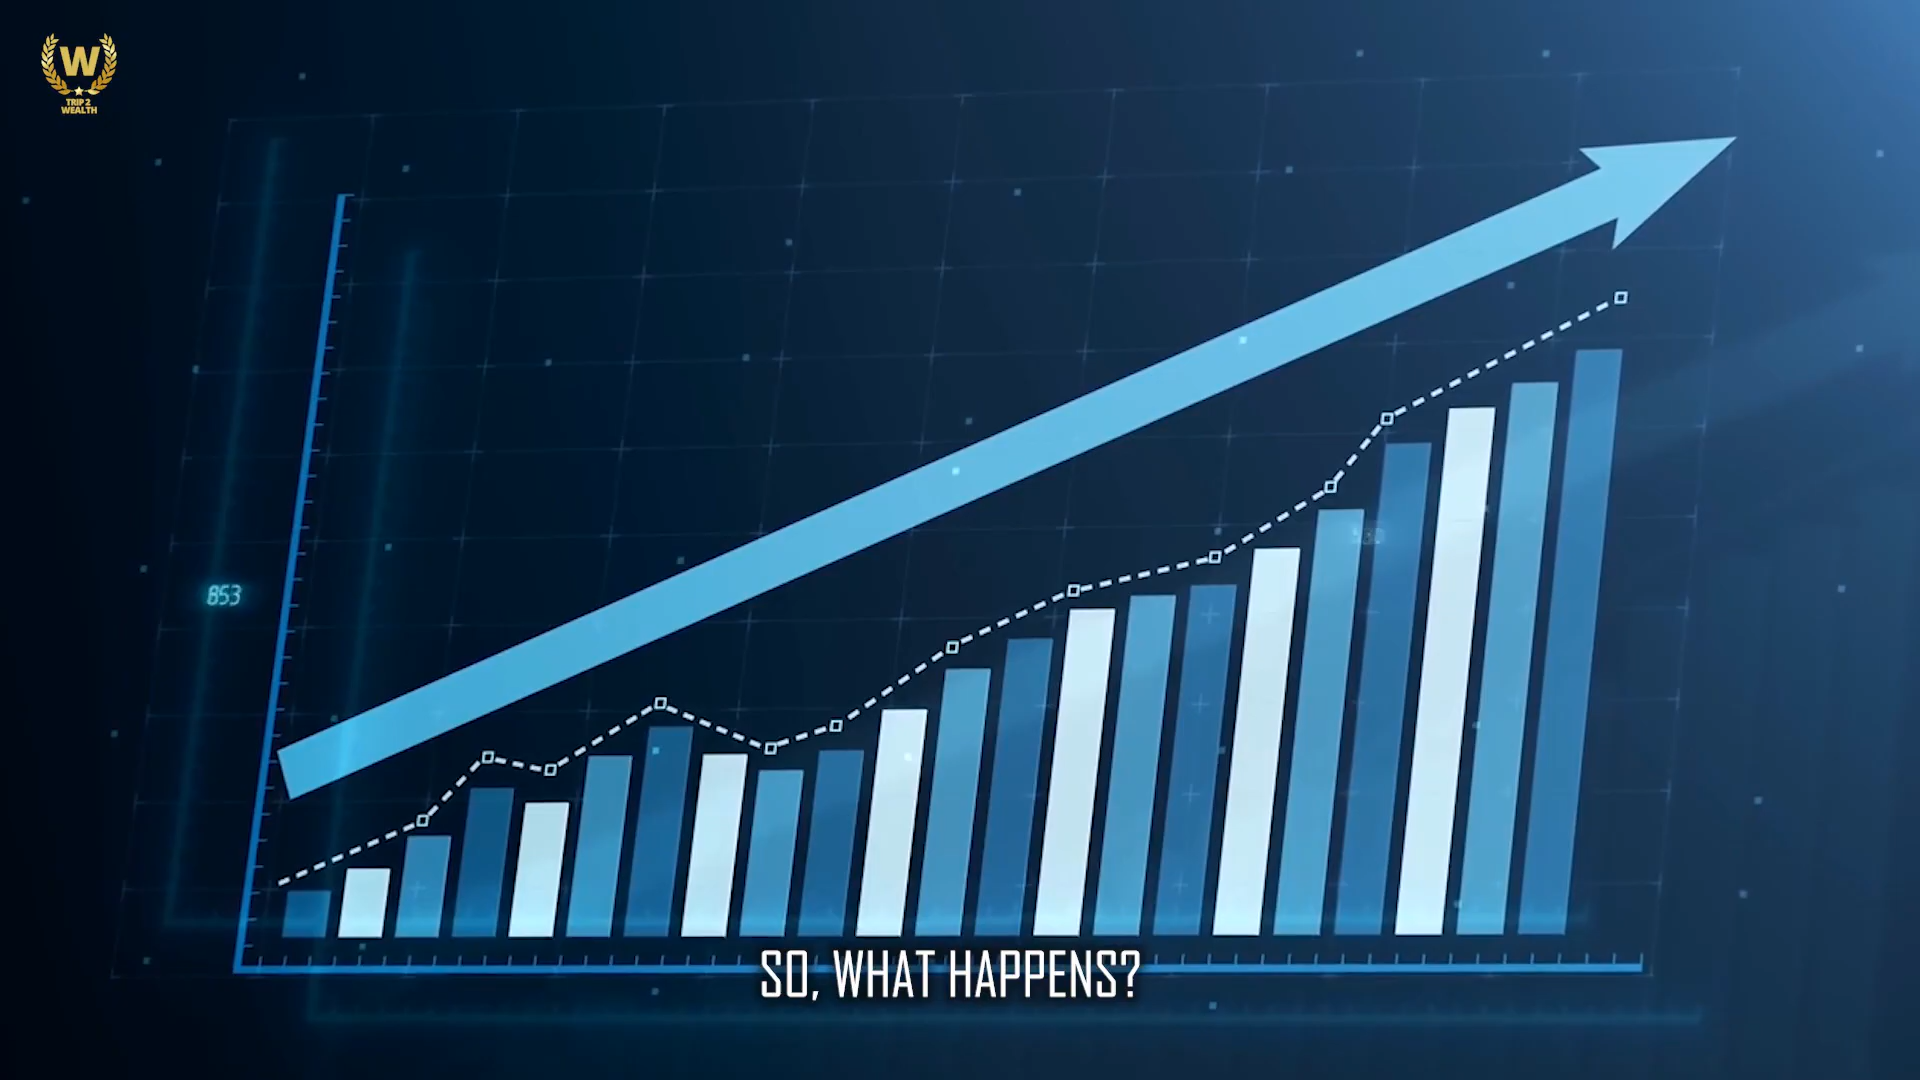 W
TRIP 2
WEALTH
853
SO, WHAT HAPPENS?